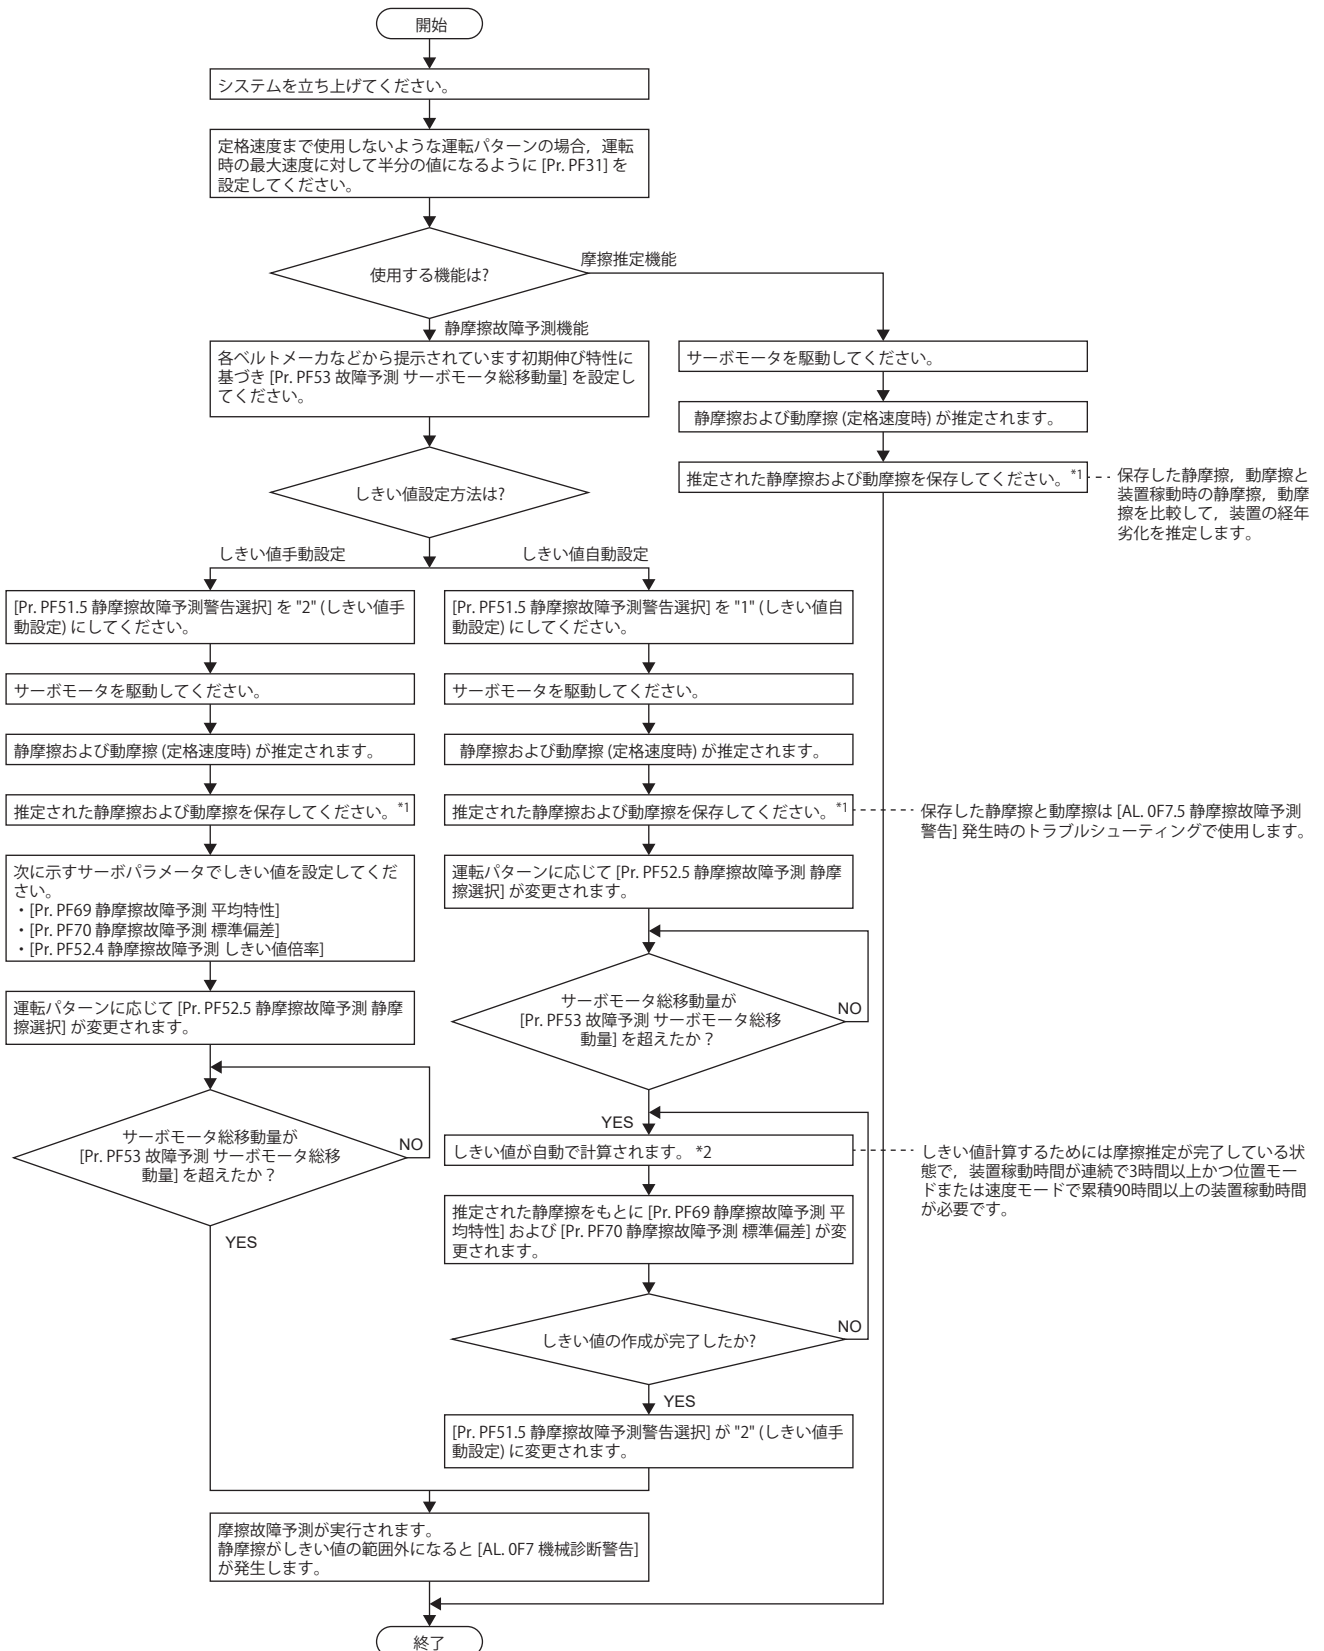 開始
システムを立ち上げてください。
定格速度まで使用しないような運転パターンの場合，運転
時の最大速度に対して半分の値になるように [Pr. PF31] を
設定してください。
使用する機能は?
摩擦推定機能
静摩擦故障予測機能
各ベルトメーカなどから提示されています初期伸び特性に
基づき [Pr. PF53 故障予測 サーボモータ総移動量] を設定し
てください。
サーボモータを駆動してください。
静摩擦および動摩擦 (定格速度時) が推定されます。
推定された静摩擦および動摩擦を保存してください。*1
保存した静摩擦，動摩擦と
装置稼動時の静摩擦，動摩
擦を比較して，装置の経年
劣化を推定します。
しきい値設定方法は?
しきい値手動設定
しきい値自動設定
[Pr. PF51.5 静摩擦故障予測警告選択] を "2" (しきい値手
動設定) にしてください。
サーボモータを駆動してください。
静摩擦および動摩擦 (定格速度時) が推定されます。
推定された静摩擦および動摩擦を保存してください。*1
次に示すサーボパラメータでしきい値を設定してくだ
さい。
・[Pr. PF69 静摩擦故障予測 平均特性]
・[Pr. PF70 静摩擦故障予測 標準偏差]
・[Pr. PF52.4 静摩擦故障予測 しきい値倍率]
運転パターンに応じて [Pr. PF52.5 静摩擦故障予測 静摩
擦選択] が変更されます。
サーボモータ総移動量が
[Pr. PF53 故障予測 サーボモータ総移
動量] を超えたか？
NO
YES
[Pr. PF51.5 静摩擦故障予測警告選択] を "1" (しきい値自
動設定) にしてください。
サーボモータを駆動してください。
静摩擦および動摩擦 (定格速度時) が推定されます。
推定された静摩擦および動摩擦を保存してください。*1
保存した静摩擦と動摩擦は [AL. 0F7.5 静摩擦故障予測
警告] 発生時のトラブルシューティングで使用します。
運転パターンに応じて [Pr. PF52.5 静摩擦故障予測 静摩
擦選択] が変更されます。
サーボモータ総移動量が
[Pr. PF53 故障予測 サーボモータ総移
動量] を超えたか？
NO
YES
しきい値が自動で計算されます。 *2
しきい値計算するためには摩擦推定が完了している状
態で，装置稼動時間が連続で3時間以上かつ位置モー
ドまたは速度モードで累積90時間以上の装置稼動時間
が必要です。
推定された静摩擦をもとに [Pr. PF69 静摩擦故障予測 平
均特性] および [Pr. PF70 静摩擦故障予測 標準偏差] が変
更されます。
しきい値の作成が完了したか?
NO
YES
[Pr. PF51.5 静摩擦故障予測警告選択] が "2" (しきい値手
動設定) に変更されます。
摩擦故障予測が実行されます。
静摩擦がしきい値の範囲外になると [AL. 0F7 機械診断警告]
が発生します。
終了